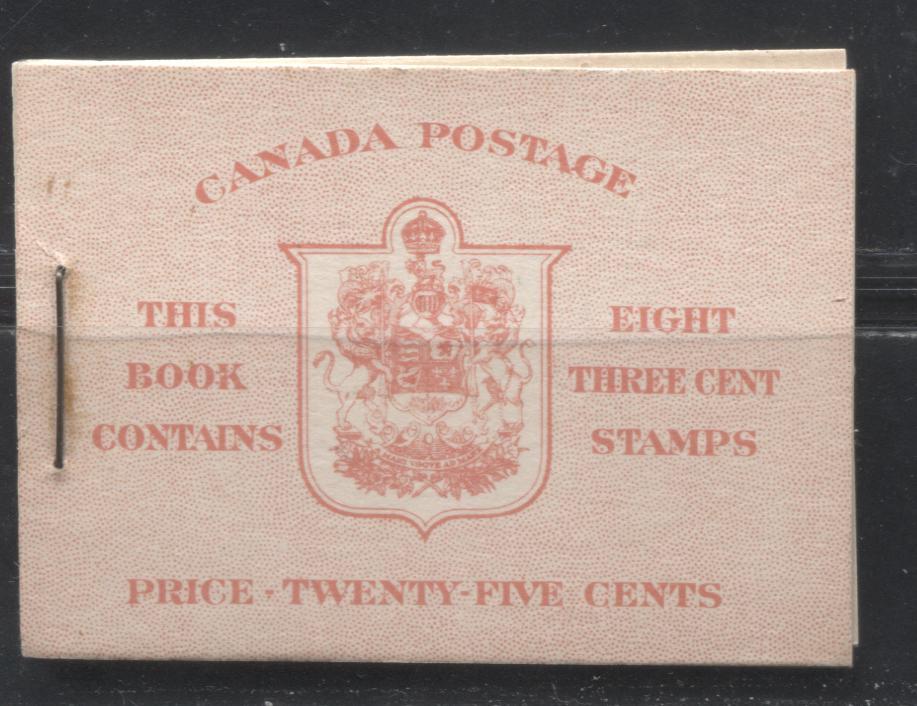 CANADA POSTAGE
THIS
BOOK
CONTAINS
EIGHT
THREE CENT
STAMPS
PRICE · TWENTY-FIVE CENTS